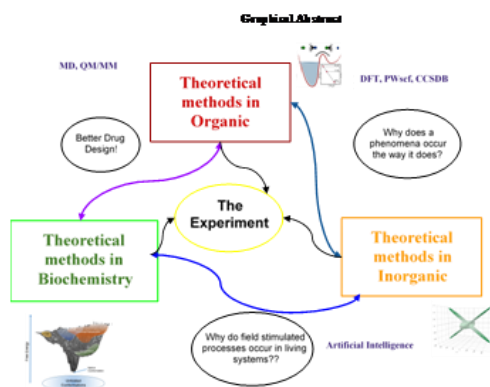 Graphical Abstract
MD, QM/MM
DFT, PWscf, CCSDB
Theoretical
methods in
Organic
Better Drug
Design!
Why does a
phenomena occur
the way it does?
The
Experiment
Theoretical
methods in
Biochemistry
Theoretical
methods in
Inorganic
Why do field stimulated
processes occur in living
systems??
Artificial Intelligence
Free Energy